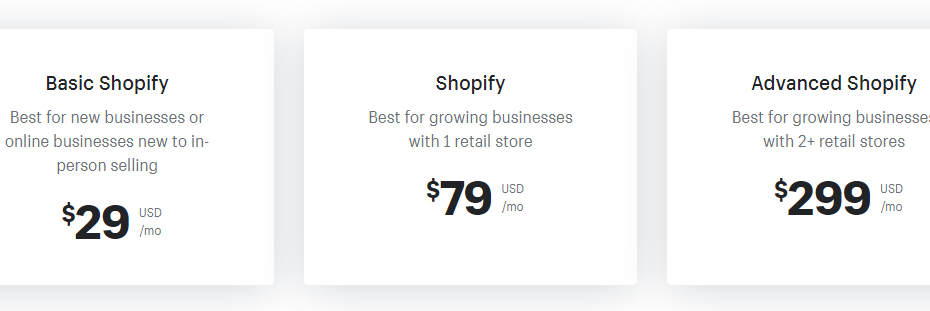 Basic Shopify
Best for new businesses or
online businesses new to in-
person selling
$29 USD
/mo
Shopify
Best for growing businesses
with 1 retail store
$79 USD
/mo
Advanced Shopify
Best for growing businesses
with 2+ retail stores
$299 USD
/mo